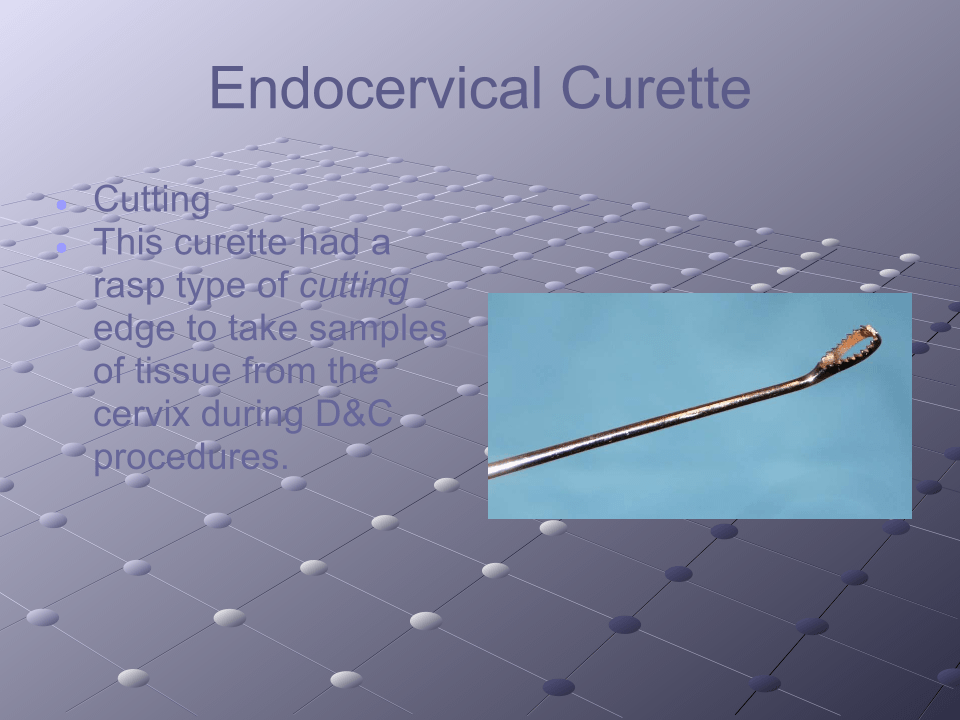 Endocervical Curette
Cutting
This curette had a
rasp type of cutting
edge to take samples
of tissue from the
cervix during D&C
procedures.